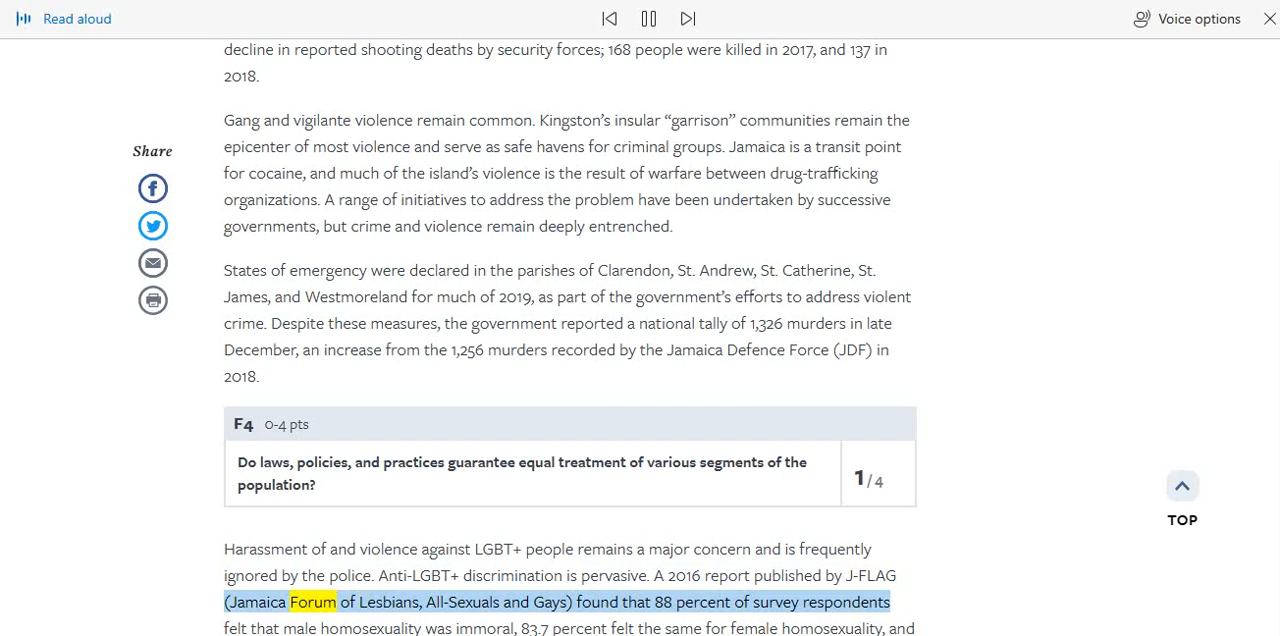 Read aloud
Voice options
decline in reported shooting deaths by security forces; 168 people were killed in 2017, and 137 in
2018.
Gang and vigilante violence remain common. Kingston’s insular “garrison” communities remain the
epicenter of most violence and serve as safe havens for criminal groups. Jamaica is a transit point
for cocaine, and much of the island’s violence is the result of warfare between drug-trafficking
organizations. A range of initiatives to address the problem have been undertaken by successive
governments, but crime and violence remain deeply entrenched.
Share
States of emergency were declared in the parishes of Clarendon, St. Andrew, St. Catherine, St.
James, and Westmoreland for much of 2019, as part of the government’s efforts to address violent
crime. Despite these measures, the government reported a national tally of 1,326 murders in late
December, an increase from the 1,256 murders recorded by the Jamaica Defence Force (JDF) in
2018.
F4 0-4 pts
Do laws, policies, and practices guarantee equal treatment of various segments of the
population?
1/4
TOP
Harassment of and violence against LGBT+ people remains a major concern and is frequently
ignored by the police. Anti-LGBT+ discrimination is pervasive. A 2016 report published by J-FLAG
(Jamaica Forum of Lesbians, All-Sexuals and Gays) found that 88 percent of survey respondents
felt that male homosexuality was immoral, 83.7 percent felt the same for female homosexuality, and